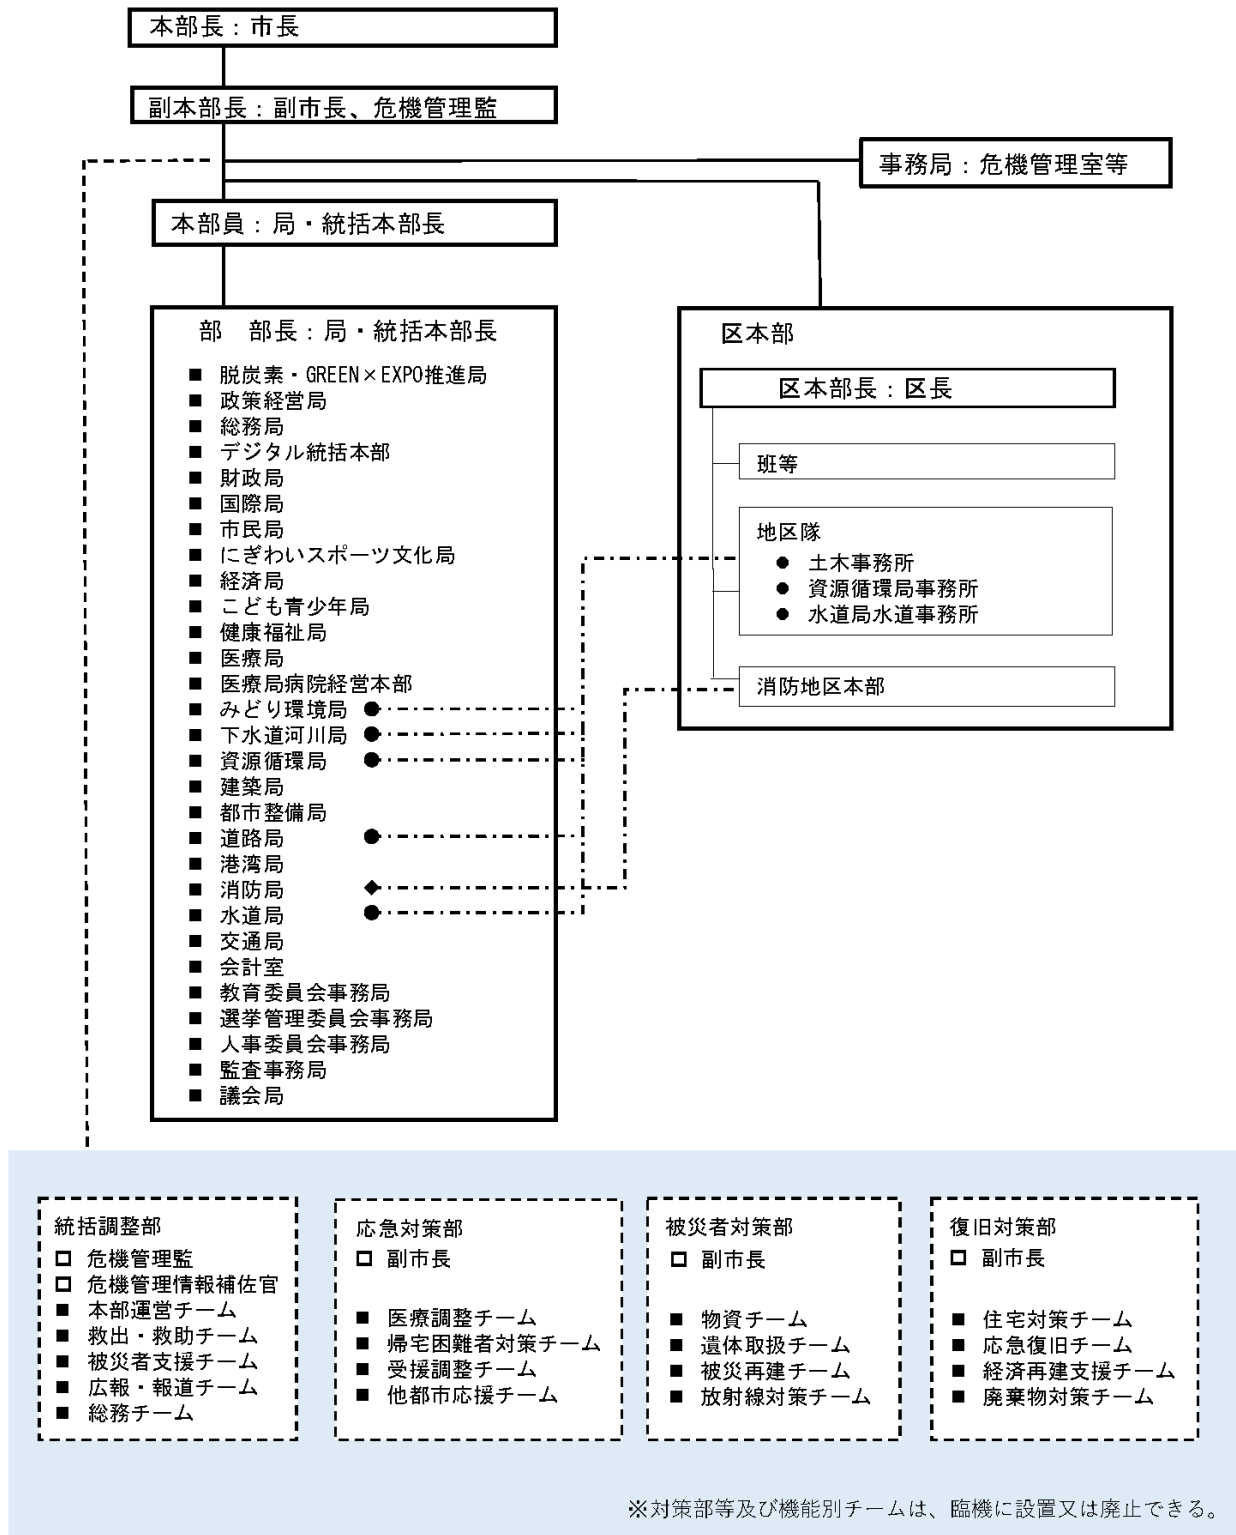 本部長：市長
副本部長：副市長、危機管理監
事務局：危機管理室等
本部員：局・統括本部長
部　部長：局・統括本部長
■ 脱炭素・GREEN×EXPO推進局
■ 政策経営局
■ 総務局
■ デジタル統括本部
■ 財政局
■ 国際局
■ 市民局
■ にぎわいスポーツ文化局
■ 経済局
■ こども青少年局
■ 健康福祉局
■ 医療局
■ 医療局病院経営本部
■ みどり環境局
■ 下水道河川局
■ 資源循環局
■ 建築局
■ 都市整備局
■ 道路局
■ 港湾局
■ 消防局
■ 水道局
■ 交通局
■ 会計室
■ 教育委員会事務局
■ 選挙管理委員会事務局
■ 人事委員会事務局
■ 監査事務局
■ 議会局
区本部
区本部長：区長
班等
地区隊
● 土木事務所
● 資源循環局事務所
● 水道局水道事務所
消防地区本部
統括調整部
□ 危機管理監
□ 危機管理情報補佐官
■ 本部運営チーム
■ 救出・救助チーム
■ 被災者支援チーム
■ 広報・報道チーム
■ 総務チーム
応急対策部
□ 副市長
■ 医療調整チーム
■ 帰宅困難者対策チーム
■ 受援調整チーム
■ 他都市応援チーム
被災者対策部
□ 副市長
■ 物資チーム
■ 遺体取扱チーム
■ 被災再建チーム
■ 放射線対策チーム
復旧対策部
□ 副市長
■ 住宅対策チーム
■ 応急復旧チーム
■ 経済再建支援チーム
■ 廃棄物対策チーム
※対策部等及び機能別チームは、臨機に設置又は廃止できる。